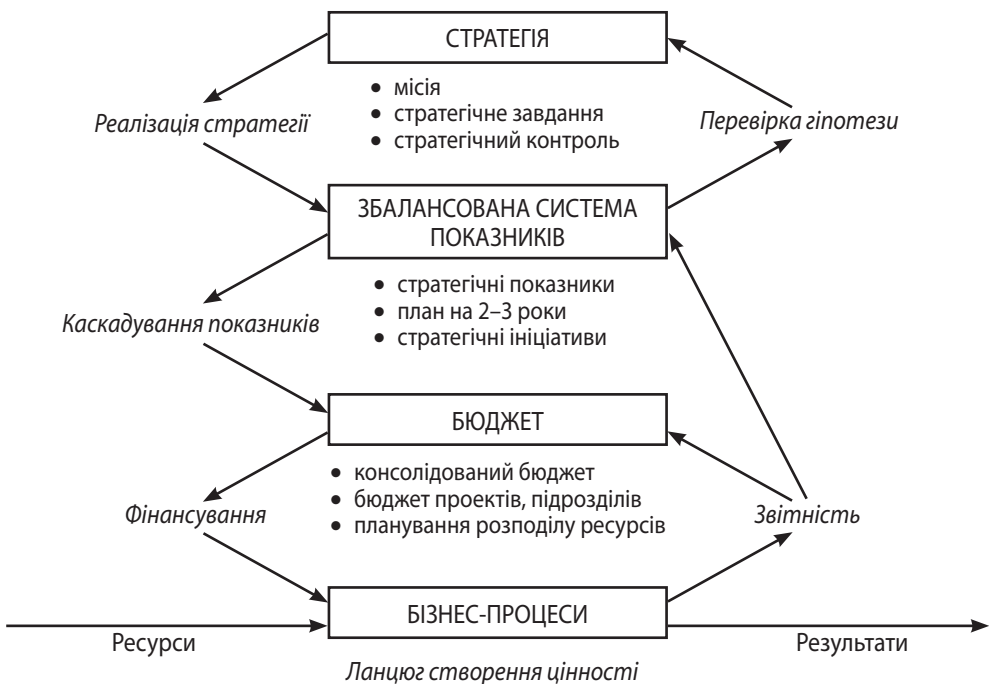 СТРАТЕГІЯ
• місія
• стратегічне завдання
• стратегічний контроль
Реалізація стратегії
Перевірка гіпотези
ЗБАЛАНСОВАНА СИСТЕМА
ПОКАЗНИКІВ
• стратегічні показники
• план на 2–3 роки
• стратегічні ініціативи
Каскадування показників
БЮДЖЕТ
• консолідований бюджет
• бюджет проектів, підрозділів
• планування розподілу ресурсів
Фінансування
Звітність
БІЗНЕС-ПРОЦЕСИ
Ресурси
Результати
Ланцюг створення цінності